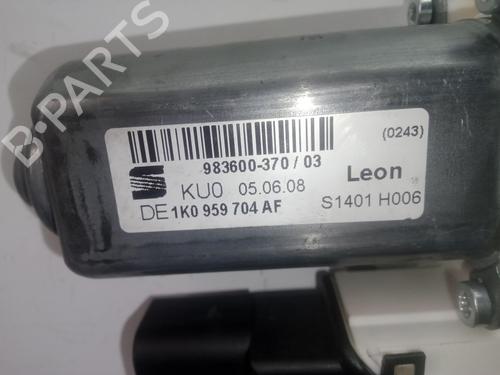 B-PARTS
(0243)
983600-370 / 03
Leon
KU0 05.06.08
S1401 H006
DE 1K0 959 704 AF